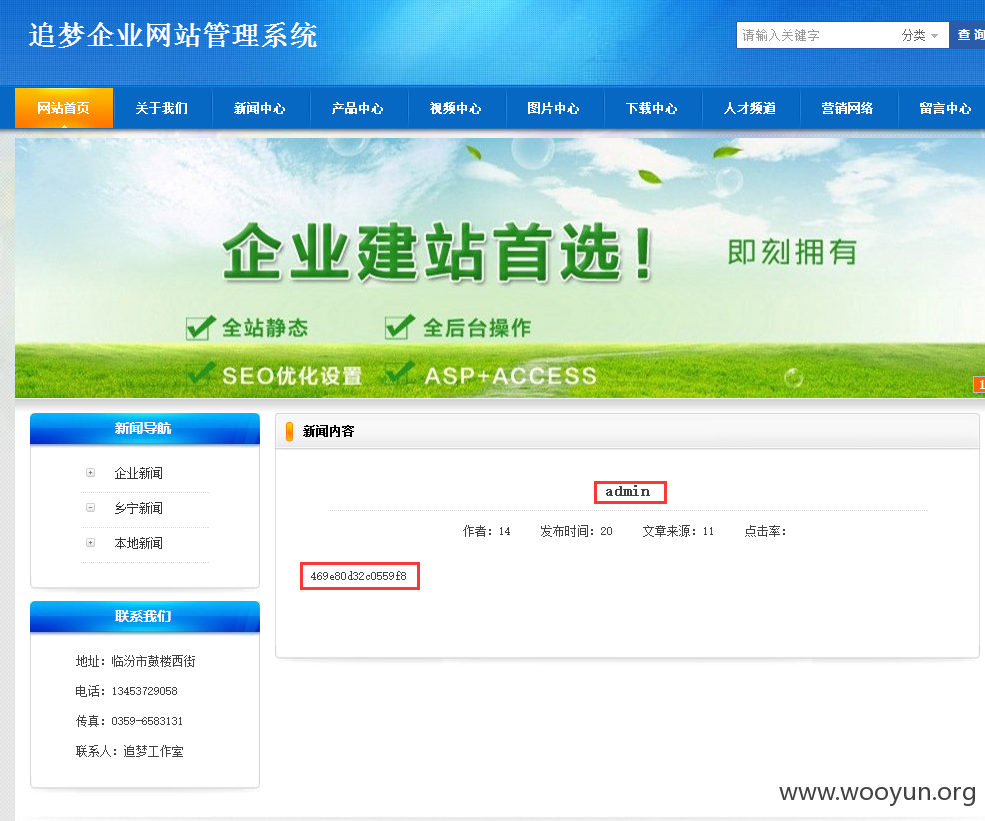 追梦企业网站管理系统
请输入关键字 分类 查 询
网站首页 关于我们 新闻中心 产品中心 视频中心 图片中心 下载中心 人才频道 营销网络 留言中心
企业建站首选! 即刻拥有
全站静态 全后台操作
SEO优化设置 ASP+ACCESS
1
新闻导航
企业新闻
乡宁新闻
本地新闻
联系我们
地址：临汾市鼓楼西街
电话：13453729058
传真：0359-6583131
联系人：追梦工作室
新闻内容
admin
作者：14 发布时间：20 文章来源：11 点击率：
469e80d32c0559f8
www.wooyun.org